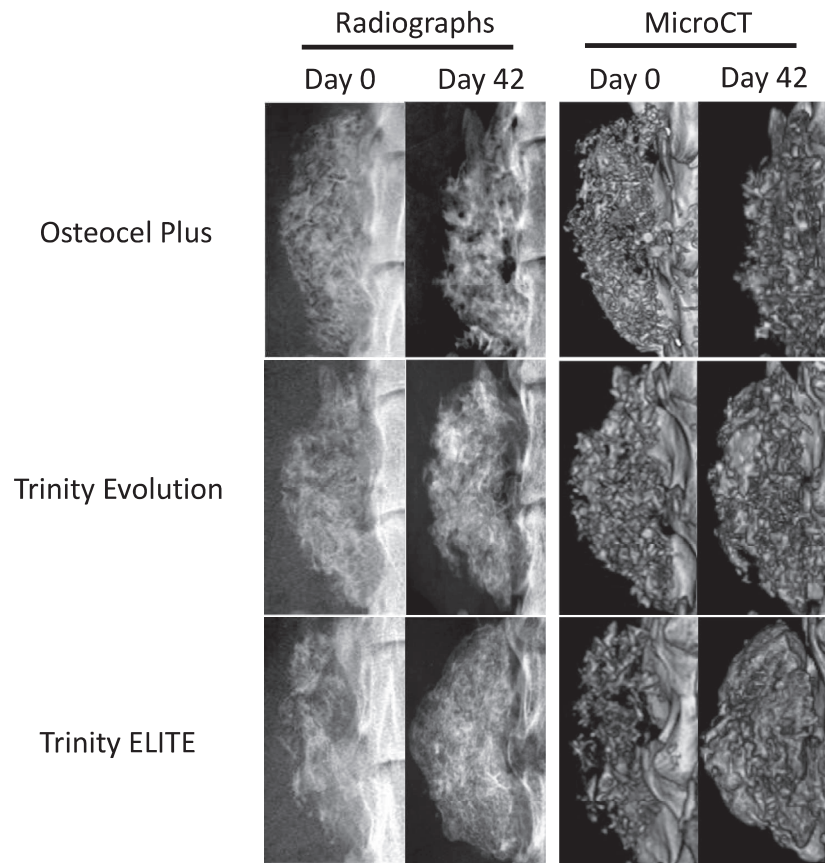 Radiographs MicroCT
Day 0 Day 42 Day 0 Day 42
Osteocel Plus
Trinity Evolution
Trinity ELITE